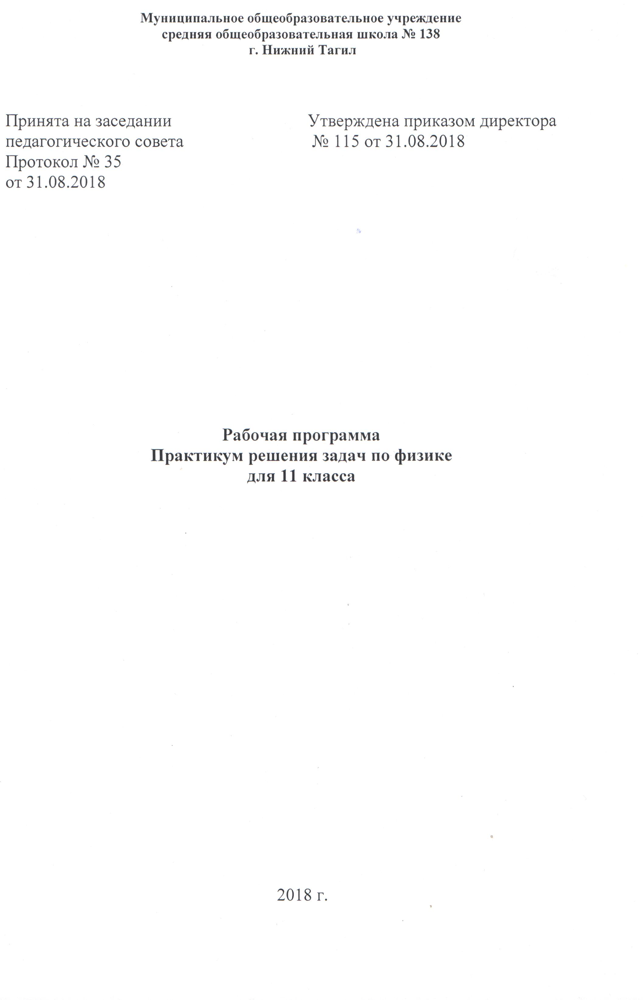 Муниципальное общеобразовательное учреждение
средняя общеобразовательная школа № 138
г. Нижний Тагил
Принята на заседании
педагогического совета
Протокол № 35
от 31.08.2018
Утверждена приказом директора
№ 115 от 31.08.2018
Рабочая программа
Практикум решения задач по физике
для 11 класса
2018 г.